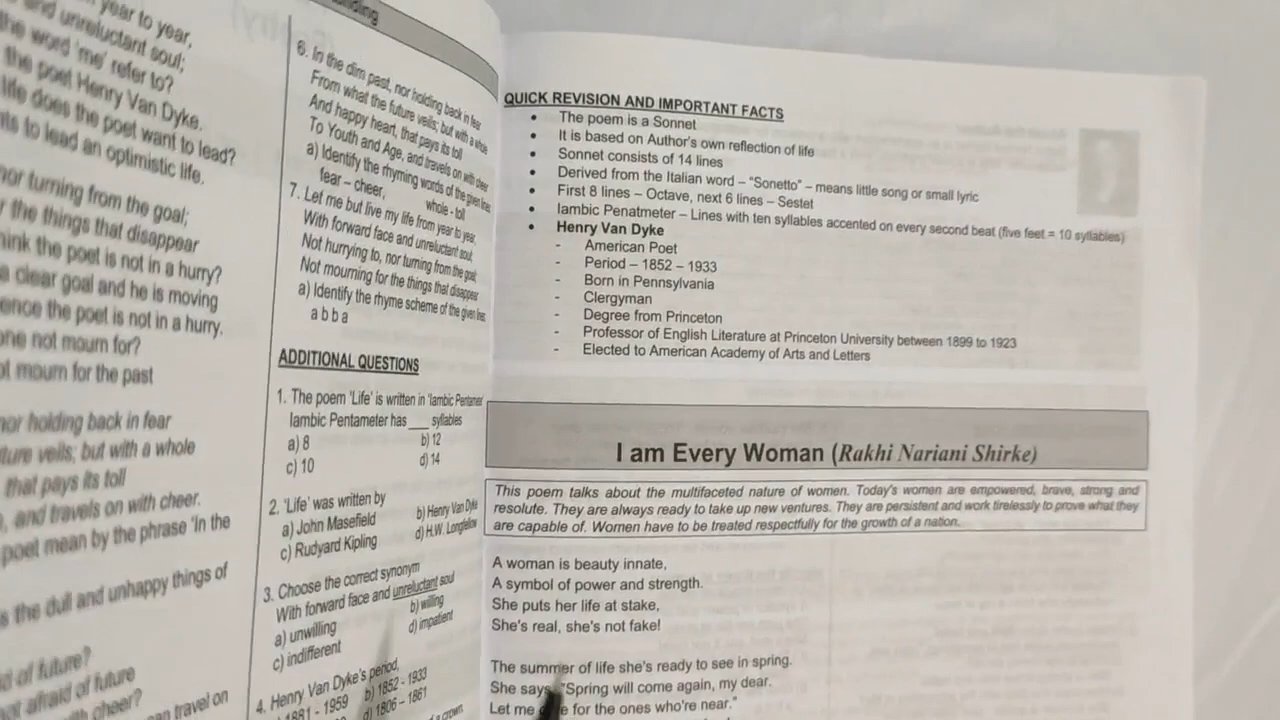 year to year,
and unreluctant soul;
the word 'me' refer to?
the poet Henry Van Dyke.
life does the poet want to lead?
to lead an optimistic life.
nor turning from the goal;
the things that disappear
think the poet is not in a hurry?
a clear goal and he is moving
the poet is not in a hurry.
one not mourn for?
mourn for the past
nor holding back in fear
veils; but with a whole
that pays its toll
and travels on with cheer.
poet mean by the phrase 'In the
the dull and unhappy things of
of future?
afraid of future
cheer?
travel on
6. In the dim past, nor holding back in fear
From what the future veils; but with a whole
And happy heart, that pays its toll
To Youth and Age, and travels on with cheer
a) Identify the rhyming words of the given lines
fear – cheer, whole - toll
7. Let me but live my life from year to year,
With forward face and unreluctant soul;
Not hurrying to, nor turning from the goal;
Not mourning for the things that disappear
a) Identify the rhyme scheme of the given lines
a b b a
ADDITIONAL QUESTIONS
1. The poem 'Life' is written in 'Iambic Pentameter
Iambic Pentameter has ___ syllables
a) 8 b) 12
c) 10 d) 14
2. 'Life' was written by
a) John Masefield b) Henry Van Dyke
c) Rudyard Kipling d) H.W. Longfellow
3. Choose the correct synonym
With forward face and unreluctant soul
a) unwilling b) willing
c) indifferent d) impatient
4. Henry Van Dyke's period,
1881 - 1959 b) 1852 - 1933
d) 1806 - 1861
QUICK REVISION AND IMPORTANT FACTS
• The poem is a Sonnet
• It is based on Author's own reflection of life
• Sonnet consists of 14 lines
• Derived from the Italian word – "Sonetto" – means little song or small lyric
• First 8 lines – Octave, next 6 lines – Sestet
• Iambic Penatmeter – Lines with ten syllables accented on every second beat (five feet = 10 syllables)
• Henry Van Dyke
- American Poet
- Period – 1852 – 1933
- Born in Pennsylvania
- Clergyman
- Degree from Princeton
- Professor of English Literature at Princeton University between 1899 to 1923
- Elected to American Academy of Arts and Letters
I am Every Woman (Rakhi Nariani Shirke)
This poem talks about the multifaceted nature of women. Today's women are empowered, brave, strong and
resolute. They are always ready to take up new ventures. They are persistent and work tirelessly to prove what they
are capable of. Women have to be treated respectfully for the growth of a nation.
A woman is beauty innate,
A symbol of power and strength.
She puts her life at stake,
She's real, she's not fake!
The summer of life she's ready to see in spring.
She says, "Spring will come again, my dear.
Let me for the ones who're near."